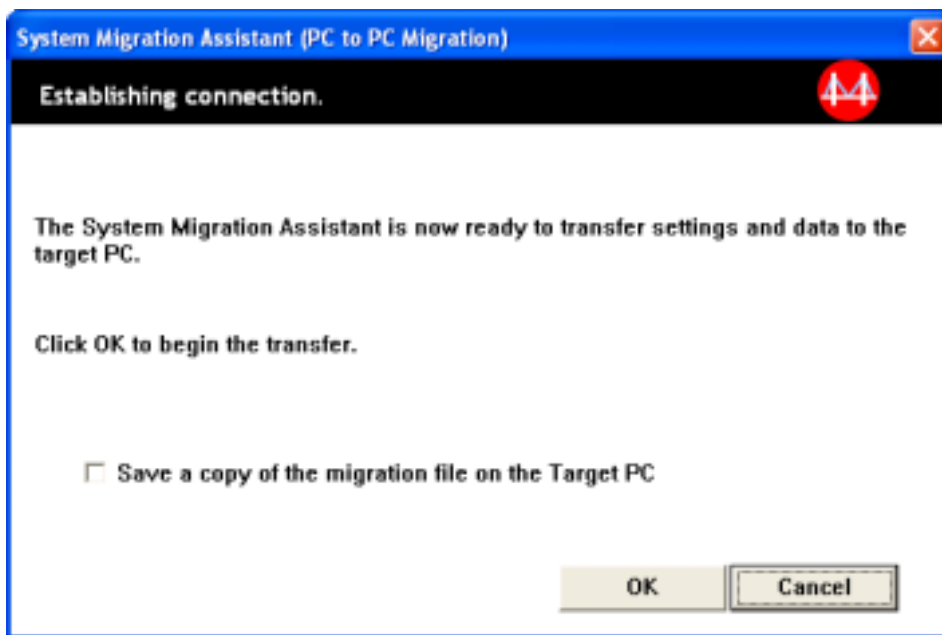 System Migration Assistant (PC to PC Migration)
Establishing connection.
The System Migration Assistant is now ready to transfer settings and data to the
target PC.
Click OK to begin the transfer.
Save a copy of the migration file on the Target PC
OK
Cancel